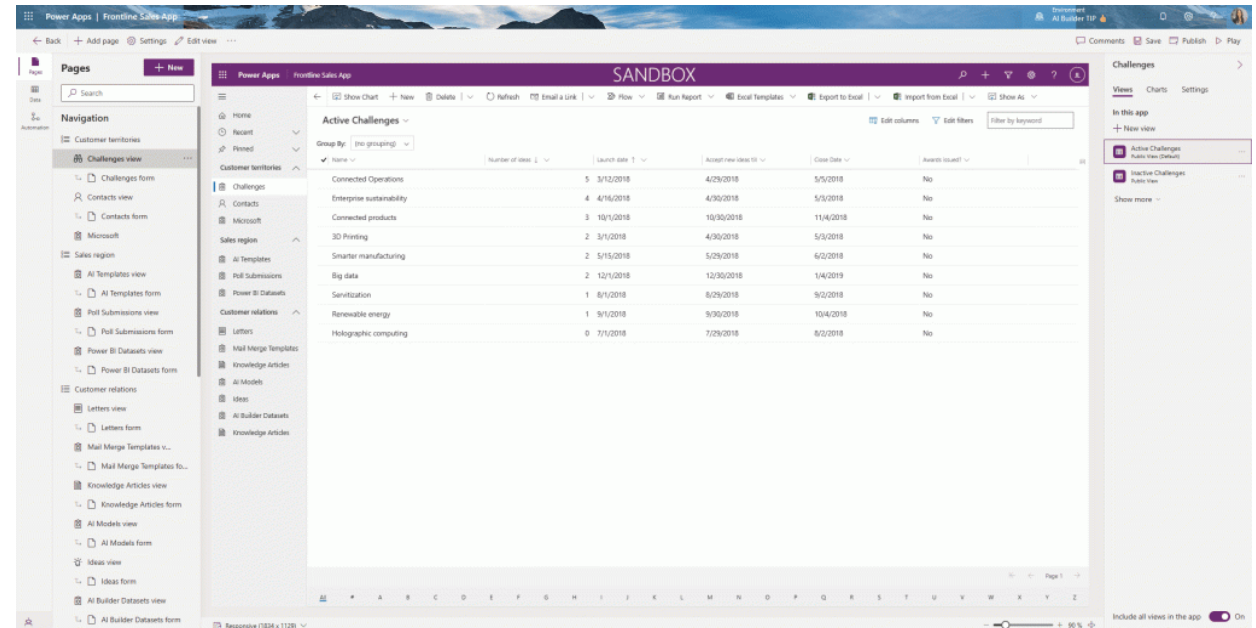 Power Apps | Frontline Sales App
Environment
AI Builder TIP
Back
Add page
Settings
Edit view
Comments
Save
Publish
Play
Pages
Data
Automation
Pages
New
Search
Navigation
Customer territories
Challenges view
Challenges form
Contacts view
Contacts form
Microsoft
Sales region
AI Templates view
AI Templates form
Poll Submissions view
Poll Submissions form
Power BI Datasets view
Power BI Datasets form
Customer relations
Letters view
Letters form
Mail Merge Templates v...
Mail Merge Templates fo...
Knowledge Articles view
Knowledge Articles form
AI Models view
AI Models form
Ideas view
Ideas form
AI Builder Datasets view
AI Builder Datasets form
Power Apps | Frontline Sales App
SANDBOX
Home
Recent
Pinned
Customer territories
Challenges
Contacts
Microsoft
Sales region
AI Templates
Poll Submissions
Power BI Datasets
Customer relations
Letters
Mail Merge Templates
Knowledge Articles
AI Models
Ideas
AI Builder Datasets
Knowledge Articles
Show Chart
New
Delete
Refresh
Email a Link
Flow
Run Report
Excel Templates
Export to Excel
Import from Excel
Show As
Active Challenges
Edit columns
Edit filters
Filter by keyword
Group By: (no grouping)
Name
Number of ideas
Launch date
Accept new ideas till
Close Date
Awards issued?
Connected Operations 5 3/12/2018 4/29/2018 5/5/2018 No
Enterprise sustainability 4 4/16/2018 4/30/2018 5/3/2018 No
Connected products 3 10/1/2018 10/30/2018 11/4/2018 No
3D Printing 2 3/1/2018 4/30/2018 5/3/2018 No
Smarter manufacturing 2 5/15/2018 5/29/2018 6/2/2018 No
Big data 2 12/1/2018 12/30/2018 1/4/2019 No
Servitization 1 8/1/2018 8/29/2018 9/2/2018 No
Renewable energy 1 9/1/2018 9/30/2018 10/4/2018 No
Holographic computing 0 7/1/2018 7/29/2018 8/2/2018 No
Page 1
All # A B C D E F G H I J K L M N O P Q R S T U V W X Y Z
Responsive (1834 x 1128)
90 %
Challenges
Views
Charts
Settings
In this app
New view
Active Challenges
Public View (Default)
Inactive Challenges
Public View
Show more
Include all views in the app
On